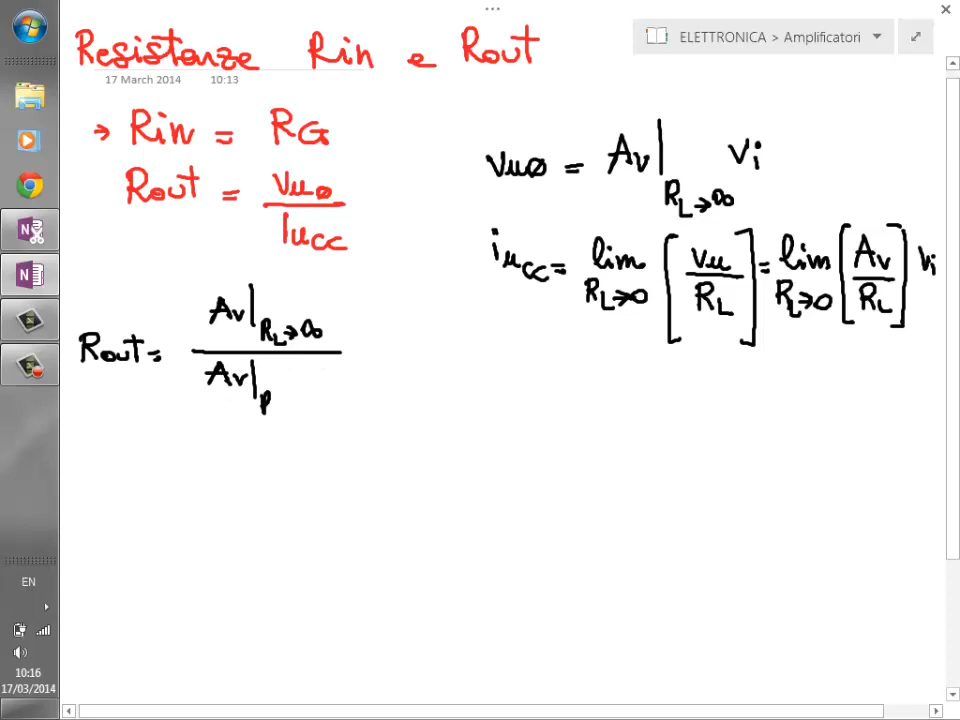 ELETTRONICA > Amplificatori
Resistenze Rin e Rout
17 March 2014 10:13
→ Rin = RG
Rout = vu0 / iucc
vu0 = Av|RL→∞ vi
iucc = lim RL→0 [vu / RL] = lim RL→0 [Av / RL] vi
Rout = Av|RL→∞ / Av|p
EN
10:16
17/03/2014